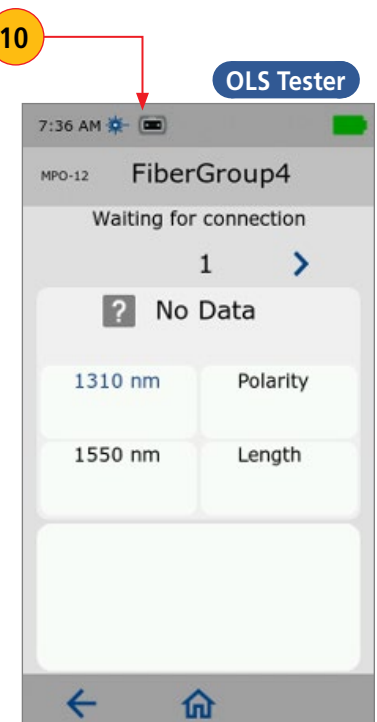 10
OLS Tester
7:36 AM
MPO-12 FiberGroup4
Waiting for connection
1
? No Data
1310 nm Polarity
1550 nm Length